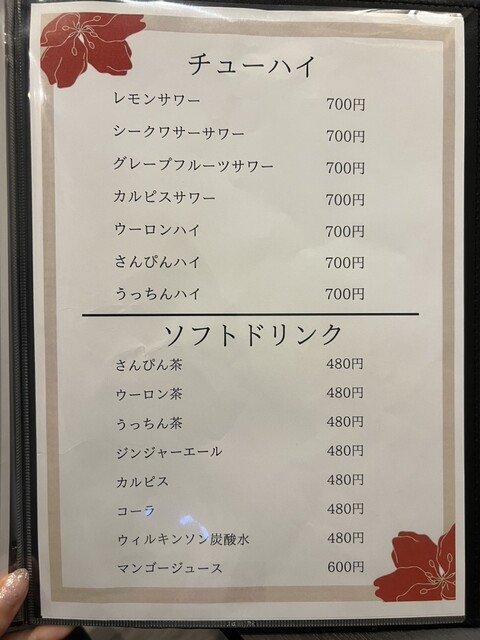 チューハイ
レモンサワー 700円
シークワサーサワー 700円
グレープフルーツサワー 700円
カルピスサワー 700円
ウーロンハイ 700円
さんぴんハイ 700円
うっちんハイ 700円
ソフトドリンク
さんぴん茶 480円
ウーロン茶 480円
うっちん茶 480円
ジンジャーエール 480円
カルピス 480円
コーラ 480円
ウィルキンソン炭酸水 480円
マンゴージュース 600円